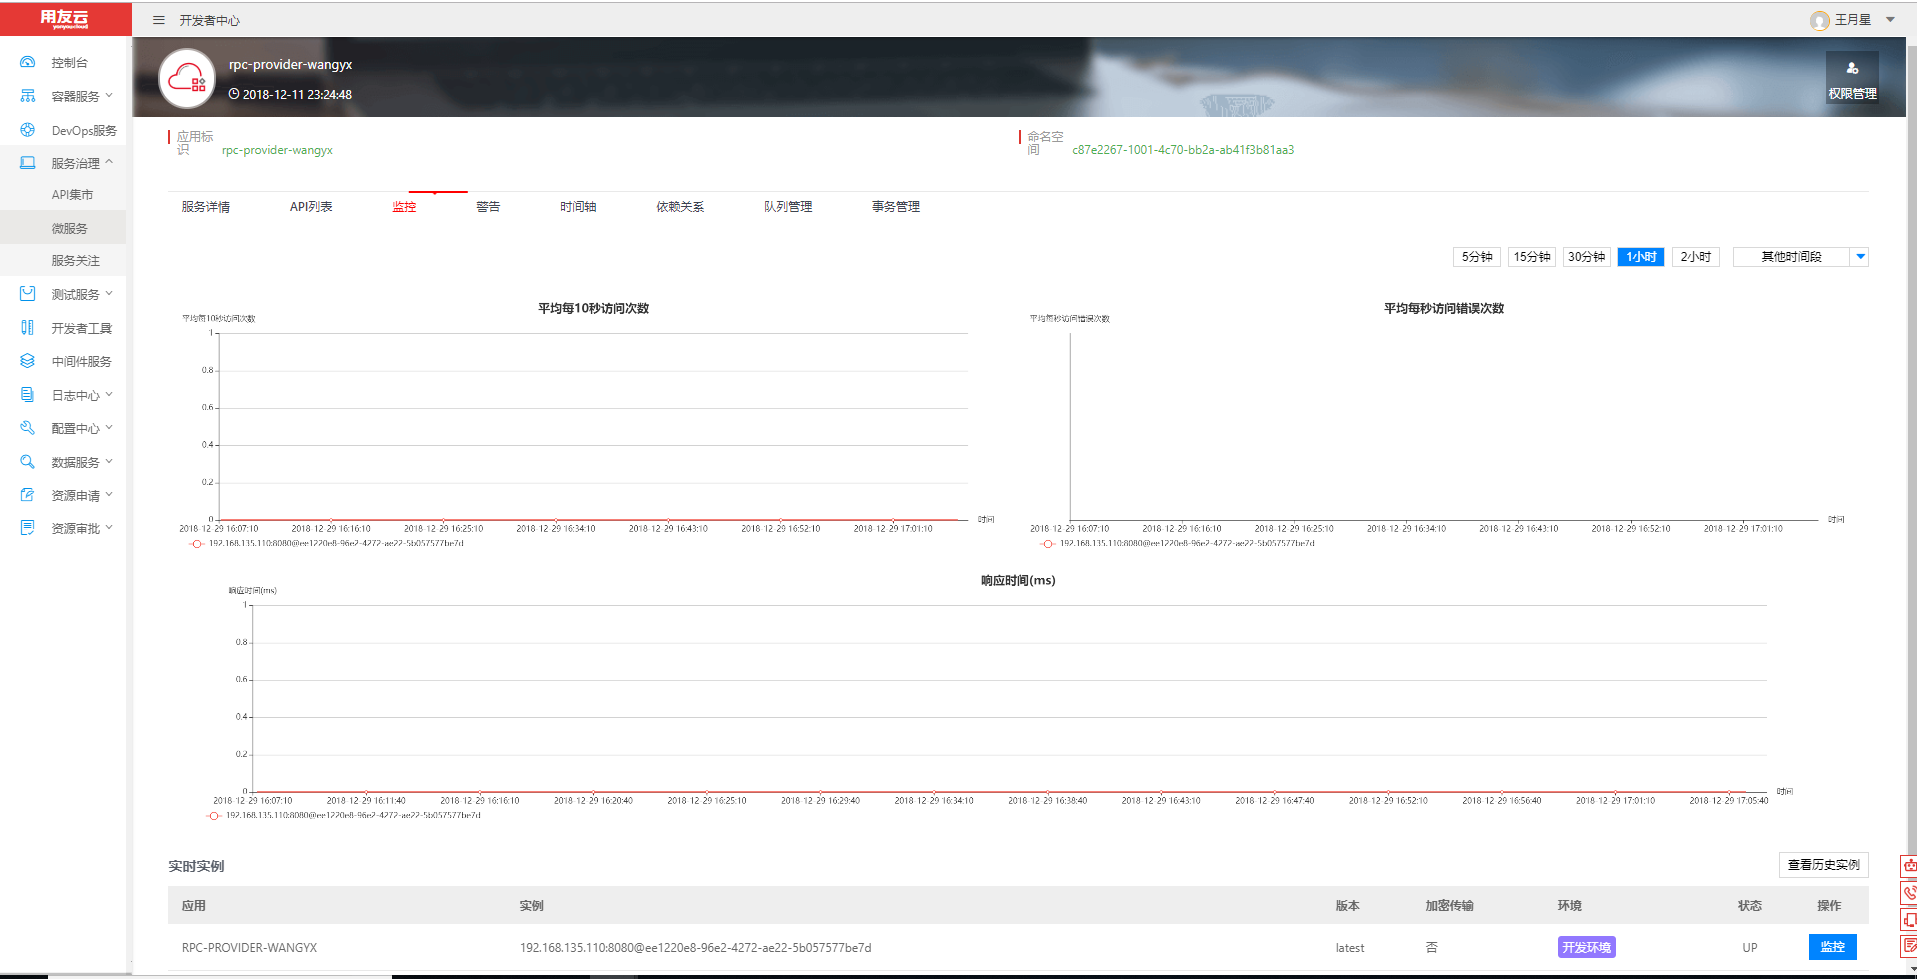 用友云
yonyoucloud
开发者中心
王月星
控制台
容器服务
DevOps服务
服务治理
API集市
微服务
服务关注
测试服务
开发者工具
中间件服务
日志中心
配置中心
数据服务
资源申请
资源审批
rpc-provider-wangyx
2018-12-11 23:24:48
权限管理
应用标识
rpc-provider-wangyx
命名空间
c87e2267-1001-4c70-bb2a-ab41f3b81aa3
服务详情 API列表 监控 警告 时间轴 依赖关系 队列管理 事务管理
5分钟 15分钟 30分钟 1小时 2小时 其他时间段
平均每10秒访问次数
平均每10秒访问次数
1
0.8
0.6
0.4
0.2
0
2018-12-29 16:07:10 2018-12-29 16:16:10 2018-12-29 16:25:10 2018-12-29 16:34:10 2018-12-29 16:43:10 2018-12-29 16:52:10 2018-12-29 17:01:10
时间
192.168.135.110:8080@ee1220e8-96e2-4272-ae22-5b057577be7d
平均每秒访问错误次数
平均每秒访问错误次数
2018-12-29 16:07:10 2018-12-29 16:16:10 2018-12-29 16:25:10 2018-12-29 16:34:10 2018-12-29 16:43:10 2018-12-29 16:52:10 2018-12-29 17:01:10
时间
192.168.135.110:8080@ee1220e8-96e2-4272-ae22-5b057577be7d
响应时间(ms)
响应时间(ms)
1
0.8
0.6
0.4
0.2
0
2018-12-29 16:07:10 2018-12-29 16:11:40 2018-12-29 16:16:10 2018-12-29 16:20:40 2018-12-29 16:25:10 2018-12-29 16:29:40 2018-12-29 16:34:10 2018-12-29 16:38:40 2018-12-29 16:43:10 2018-12-29 16:47:40 2018-12-29 16:52:10 2018-12-29 16:56:40 2018-12-29 17:01:10 2018-12-29 17:05:40
时间
192.168.135.110:8080@ee1220e8-96e2-4272-ae22-5b057577be7d
实时实例
查看历史实例
应用 实例 版本 加密传输 环境 状态 操作
RPC-PROVIDER-WANGYX 192.168.135.110:8080@ee1220e8-96e2-4272-ae22-5b057577be7d latest 否 开发环境 UP 监控